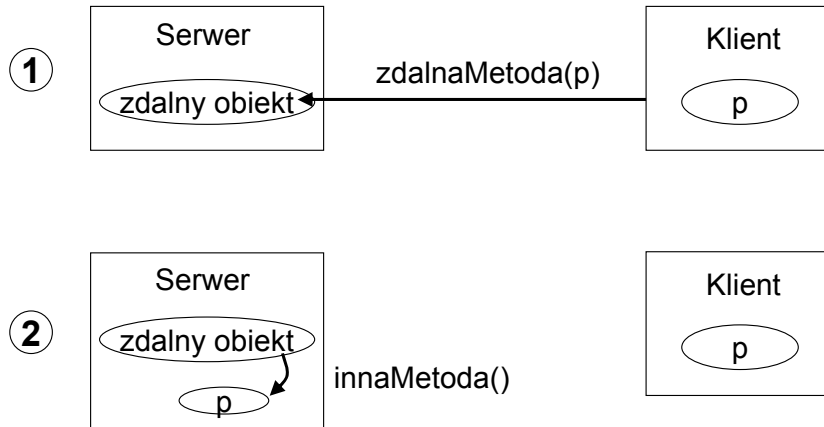 Serwer
Klient
1
zdalnaMetoda(p)
zdalny obiekt
p
Serwer
Klient
2
zdalny obiekt
p
innaMetoda()
p